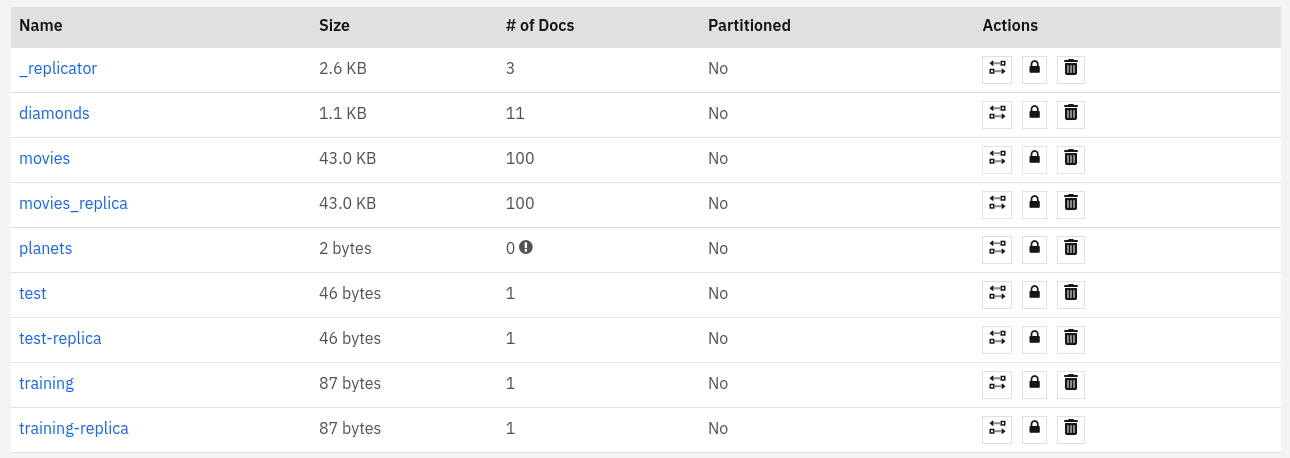 Name Size # of Docs Partitioned Actions
_replicator 2.6 KB 3 No
diamonds 1.1 KB 11 No
movies 43.0 KB 100 No
movies_replica 43.0 KB 100 No
planets 2 bytes 0 No
test 46 bytes 1 No
test-replica 46 bytes 1 No
training 87 bytes 1 No
training-replica 87 bytes 1 No